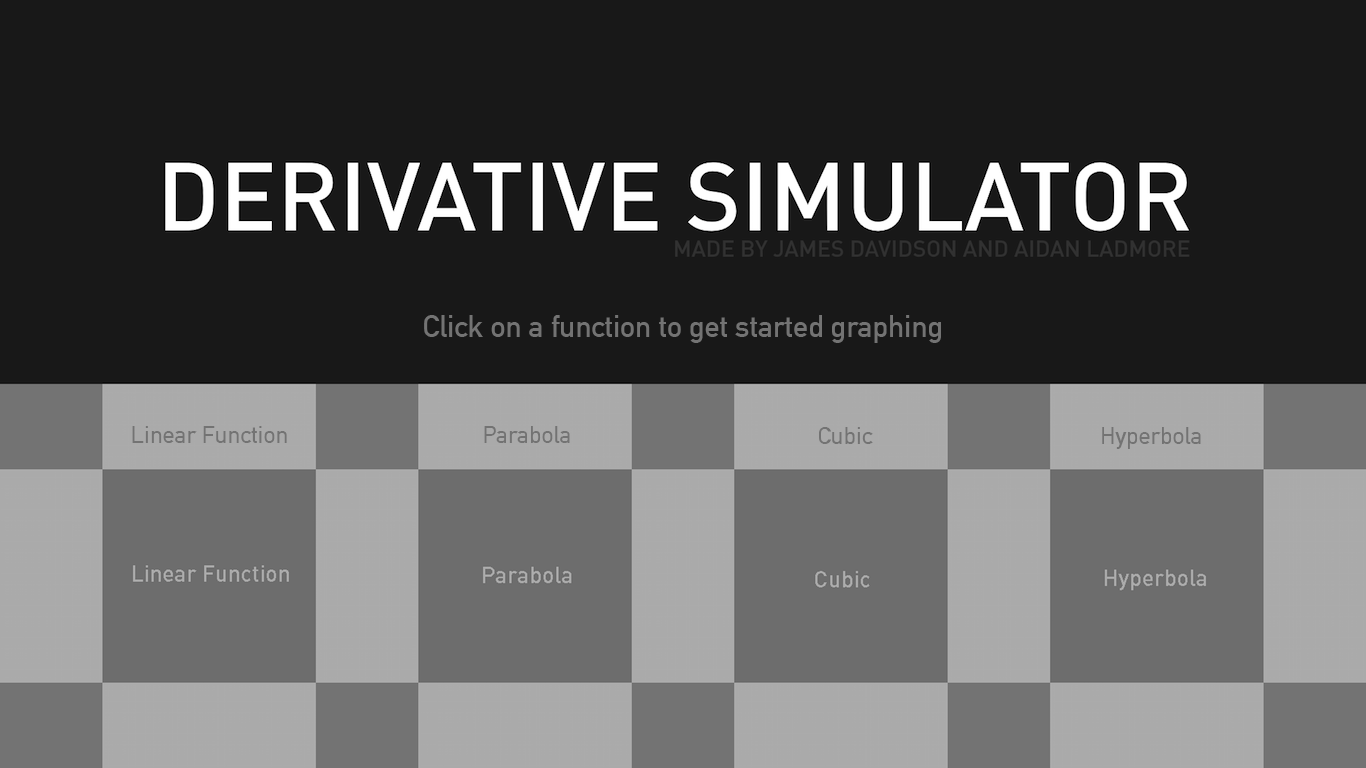 DERIVATIVE SIMULATOR
MADE BY JAMES DAVIDSON AND AIDAN LADMORE
Click on a function to get started graphing
Linear Function
Parabola
Cubic
Hyperbola
Linear Function
Parabola
Cubic
Hyperbola